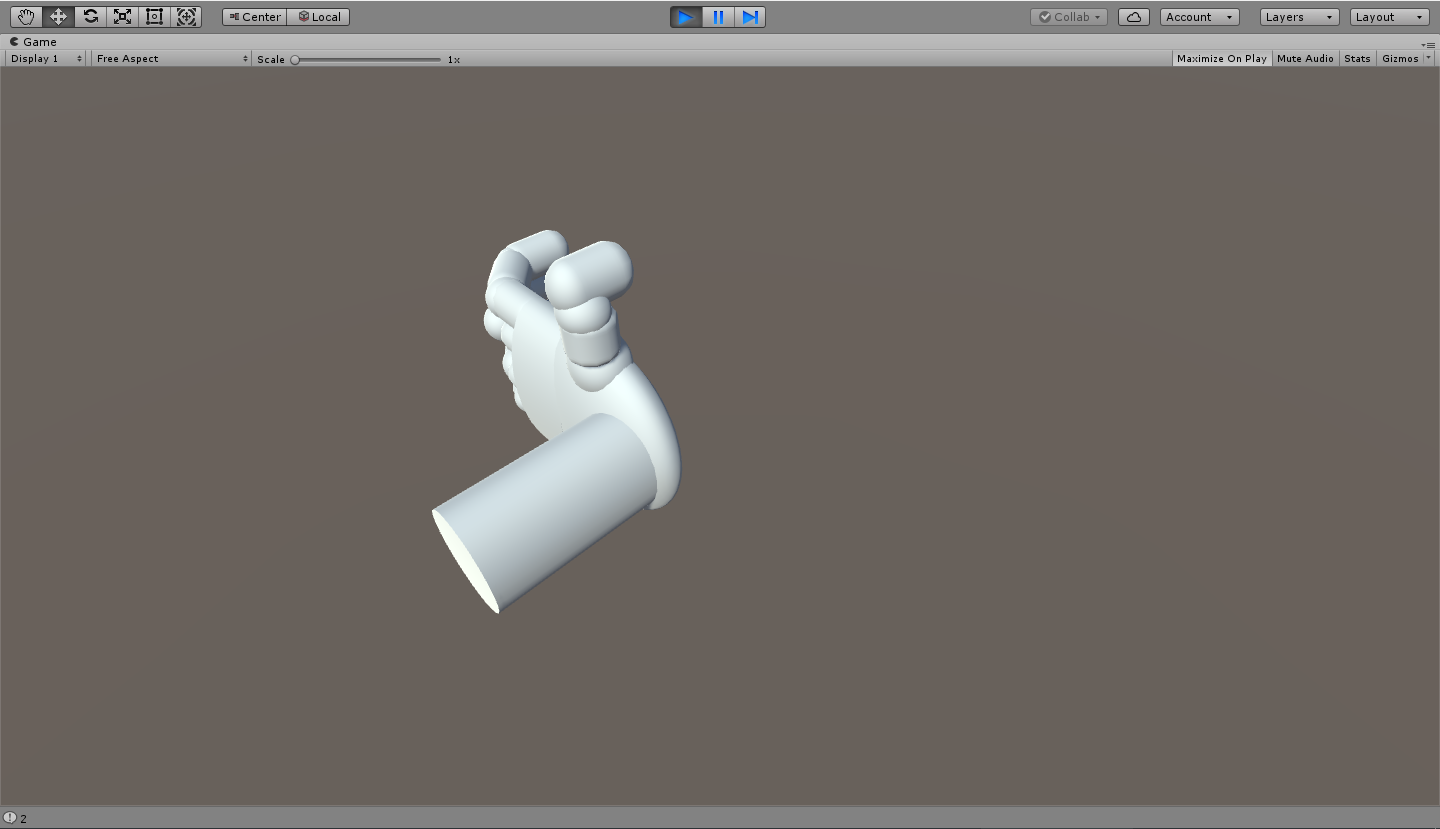 Center Local Collab Account Layers Layout
Game
Display 1 Free Aspect Scale 1x Maximize On Play Mute Audio Stats Gizmos
2